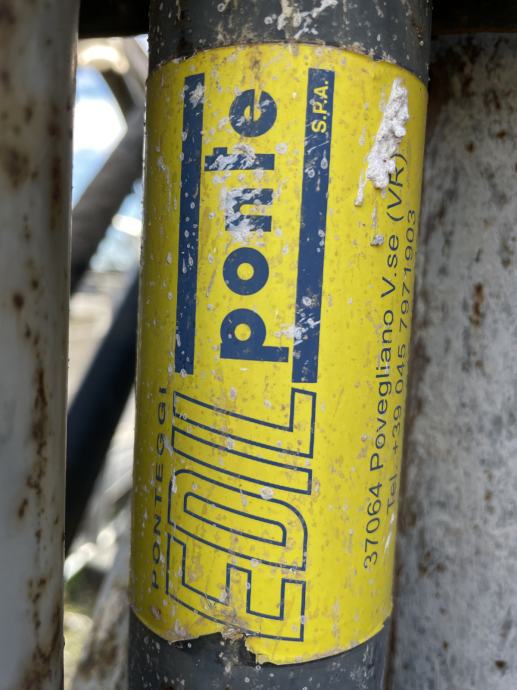 PONTEGGI
EDIL ponte
S.P.A.
37064 Povegliano V.se (VR)
Tel. +39 045 7971903